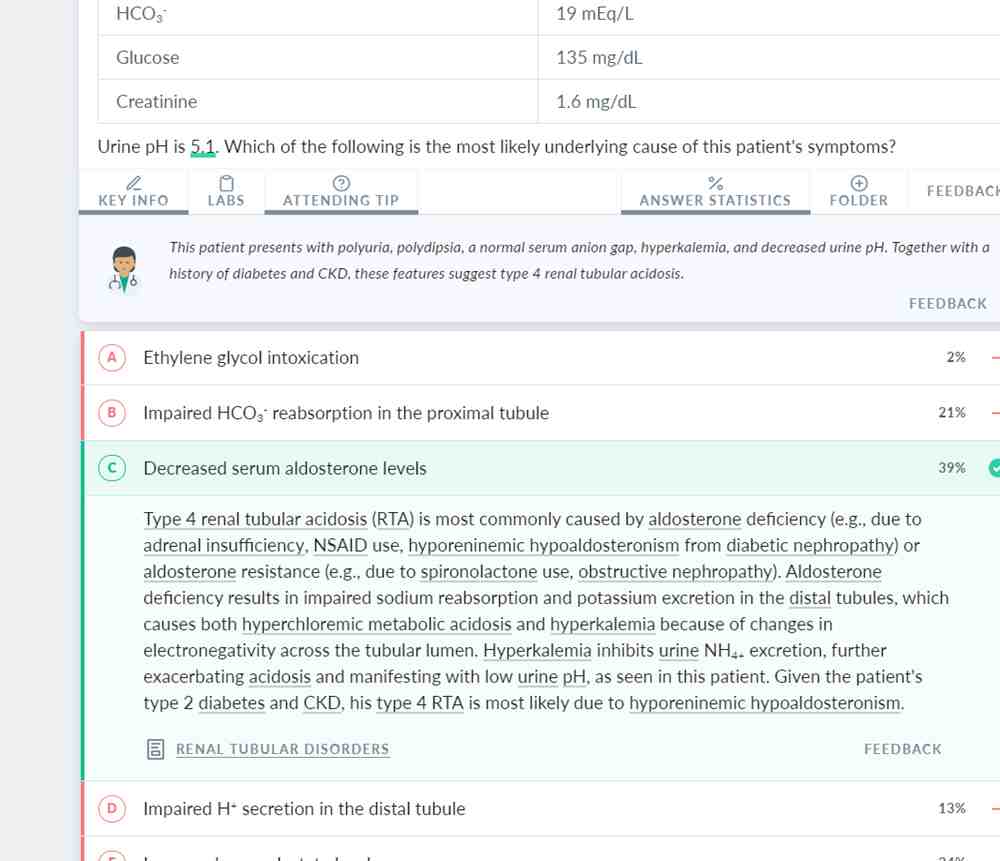 HCO₃⁻ 19 mEq/L
Glucose 135 mg/dL
Creatinine 1.6 mg/dL
Urine pH is 5.1. Which of the following is the most likely underlying cause of this patient's symptoms?
KEY INFO LABS ATTENDING TIP ANSWER STATISTICS FOLDER FEEDBACK
This patient presents with polyuria, polydipsia, a normal serum anion gap, hyperkalemia, and decreased urine pH. Together with a
history of diabetes and CKD, these features suggest type 4 renal tubular acidosis.
FEEDBACK
A Ethylene glycol intoxication 2%
B Impaired HCO₃⁻ reabsorption in the proximal tubule 21%
C Decreased serum aldosterone levels 39%
Type 4 renal tubular acidosis (RTA) is most commonly caused by aldosterone deficiency (e.g., due to
adrenal insufficiency, NSAID use, hyporeninemic hypoaldosteronism from diabetic nephropathy) or
aldosterone resistance (e.g., due to spironolactone use, obstructive nephropathy). Aldosterone
deficiency results in impaired sodium reabsorption and potassium excretion in the distal tubules, which
causes both hyperchloremic metabolic acidosis and hyperkalemia because of changes in
electronegativity across the tubular lumen. Hyperkalemia inhibits urine NH₄₊ excretion, further
exacerbating acidosis and manifesting with low urine pH, as seen in this patient. Given the patient's
type 2 diabetes and CKD, his type 4 RTA is most likely due to hyporeninemic hypoaldosteronism.
RENAL TUBULAR DISORDERS FEEDBACK
D Impaired H⁺ secretion in the distal tubule 13%